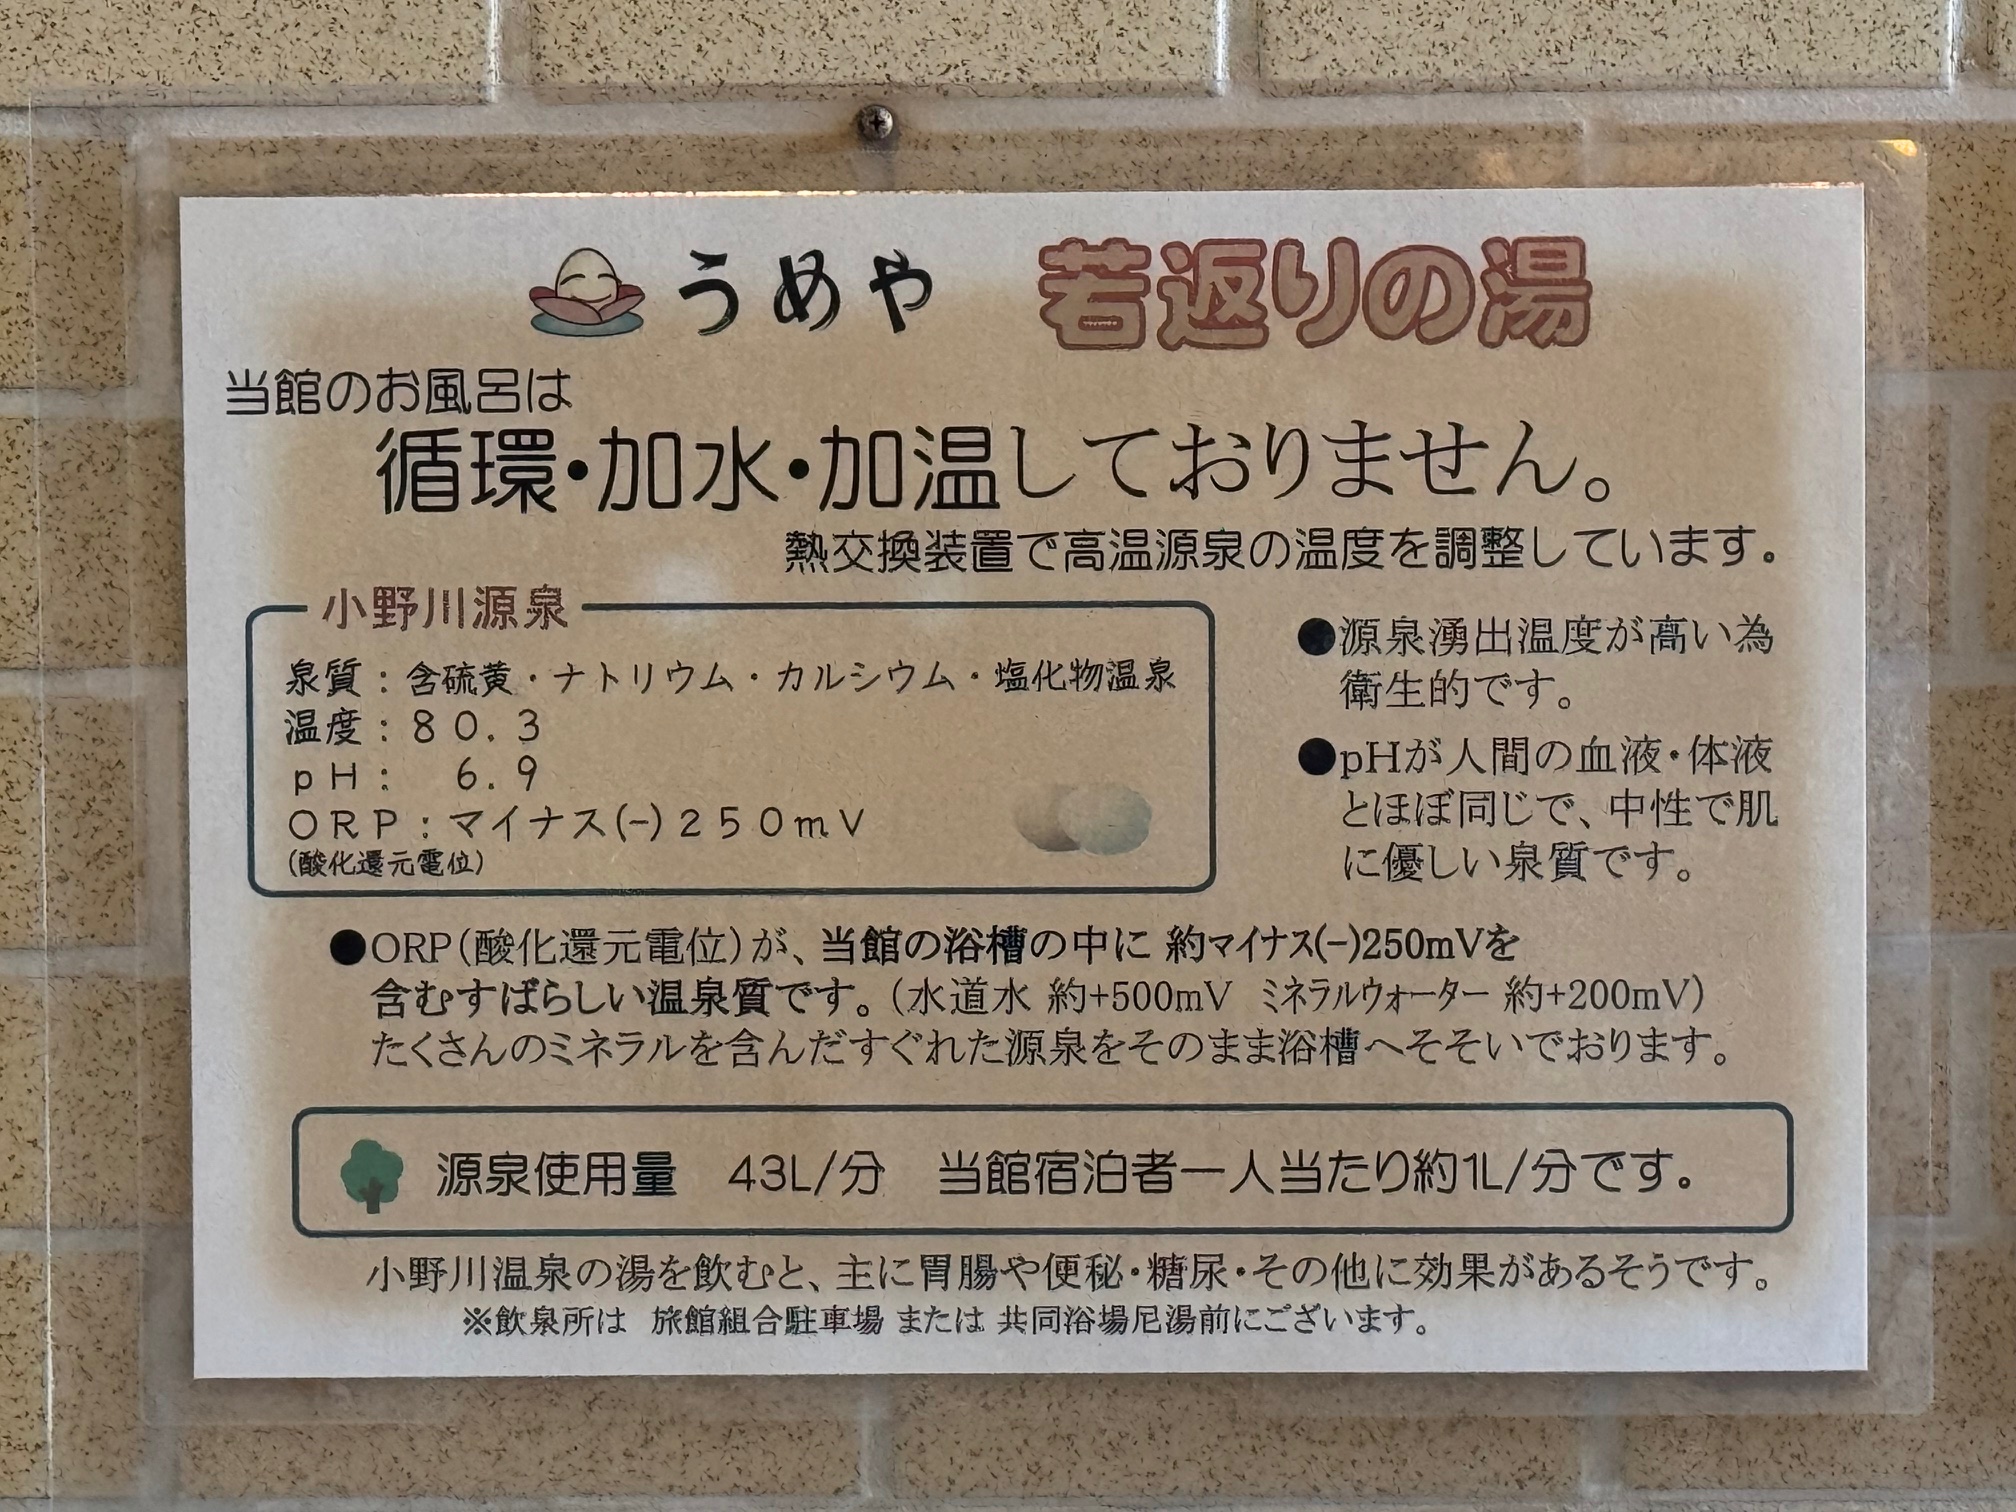 うめや 若返りの湯
当館のお風呂は
循環・加水・加温しておりません。
熱交換装置で高温源泉の温度を調整しています。
小野川源泉
泉質：含硫黄・ナトリウム・カルシウム・塩化物温泉
温度：80.3
pH： 6.9
ORP：マイナス(-)250mV
(酸化還元電位)
●源泉湧出温度が高い為
衛生的です。
●pHが人間の血液・体液
とほぼ同じで、中性で肌
に優しい泉質です。
●ORP(酸化還元電位)が、当館の浴槽の中に 約マイナス(-)250mVを
含むすばらしい温泉質です。(水道水 約+500mV ミネラルウォーター 約+200mV)
たくさんのミネラルを含んだすぐれた源泉をそのまま浴槽へそそいでおります。
源泉使用量 43L/分 当館宿泊者一人当たり約1L/分です。
小野川温泉の湯を飲むと、主に胃腸や便秘・糖尿・その他に効果があるそうです。
※飲泉所は 旅館組合駐車場 または 共同浴場尼湯前にございます。